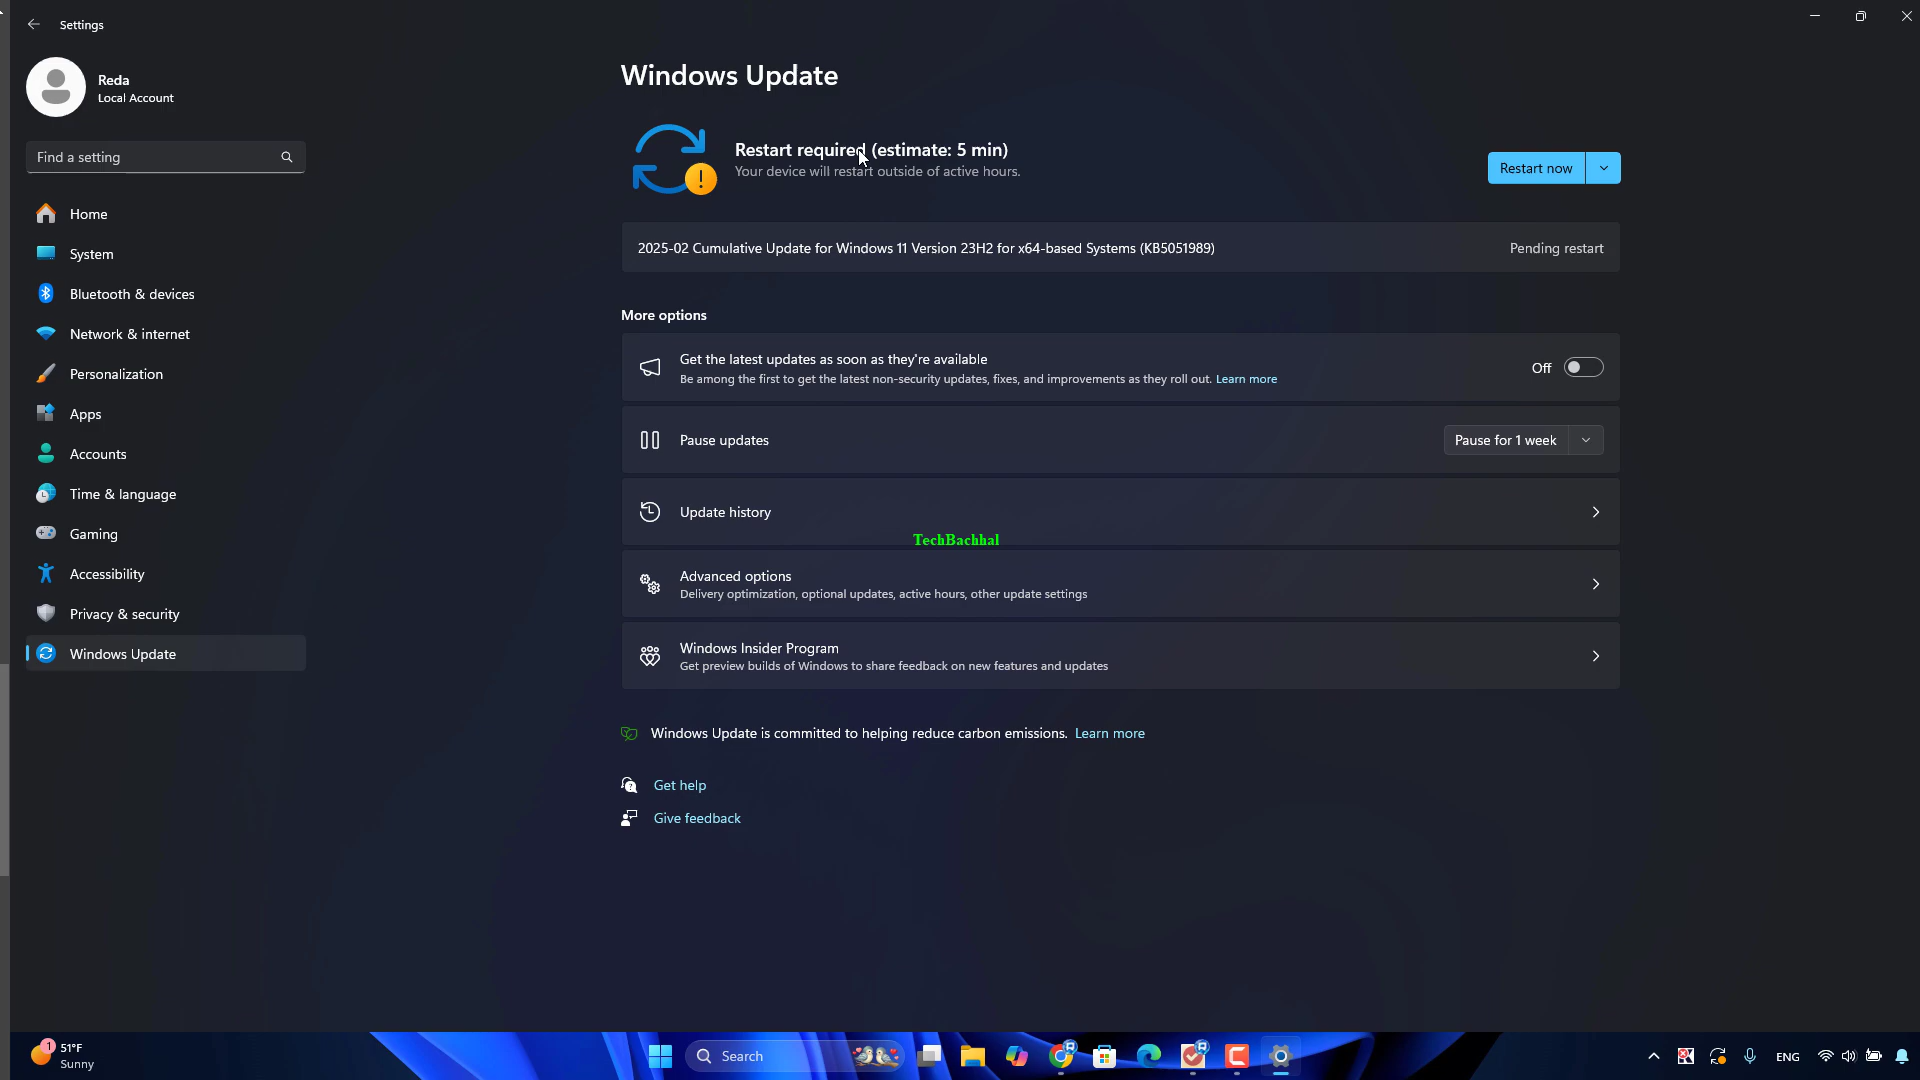 Settings
Reda
Local Account
Find a setting
Home
System
Bluetooth & devices
Network & internet
Personalization
Apps
Accounts
Time & language
Gaming
Accessibility
Privacy & security
Windows Update
Windows Update
Restart required (estimate: 5 min)
Your device will restart outside of active hours.
Restart now
2025-02 Cumulative Update for Windows 11 Version 23H2 for x64-based Systems (KB5051989)
Pending restart
More options
Get the latest updates as soon as they're available
Be among the first to get the latest non-security updates, fixes, and improvements as they roll out. Learn more
Off
Pause updates
Pause for 1 week
Update history
TechBachhal
Advanced options
Delivery optimization, optional updates, active hours, other update settings
Windows Insider Program
Get preview builds of Windows to share feedback on new features and updates
Windows Update is committed to helping reduce carbon emissions. Learn more
Get help
Give feedback
1
51°F
Sunny
Search
ENG